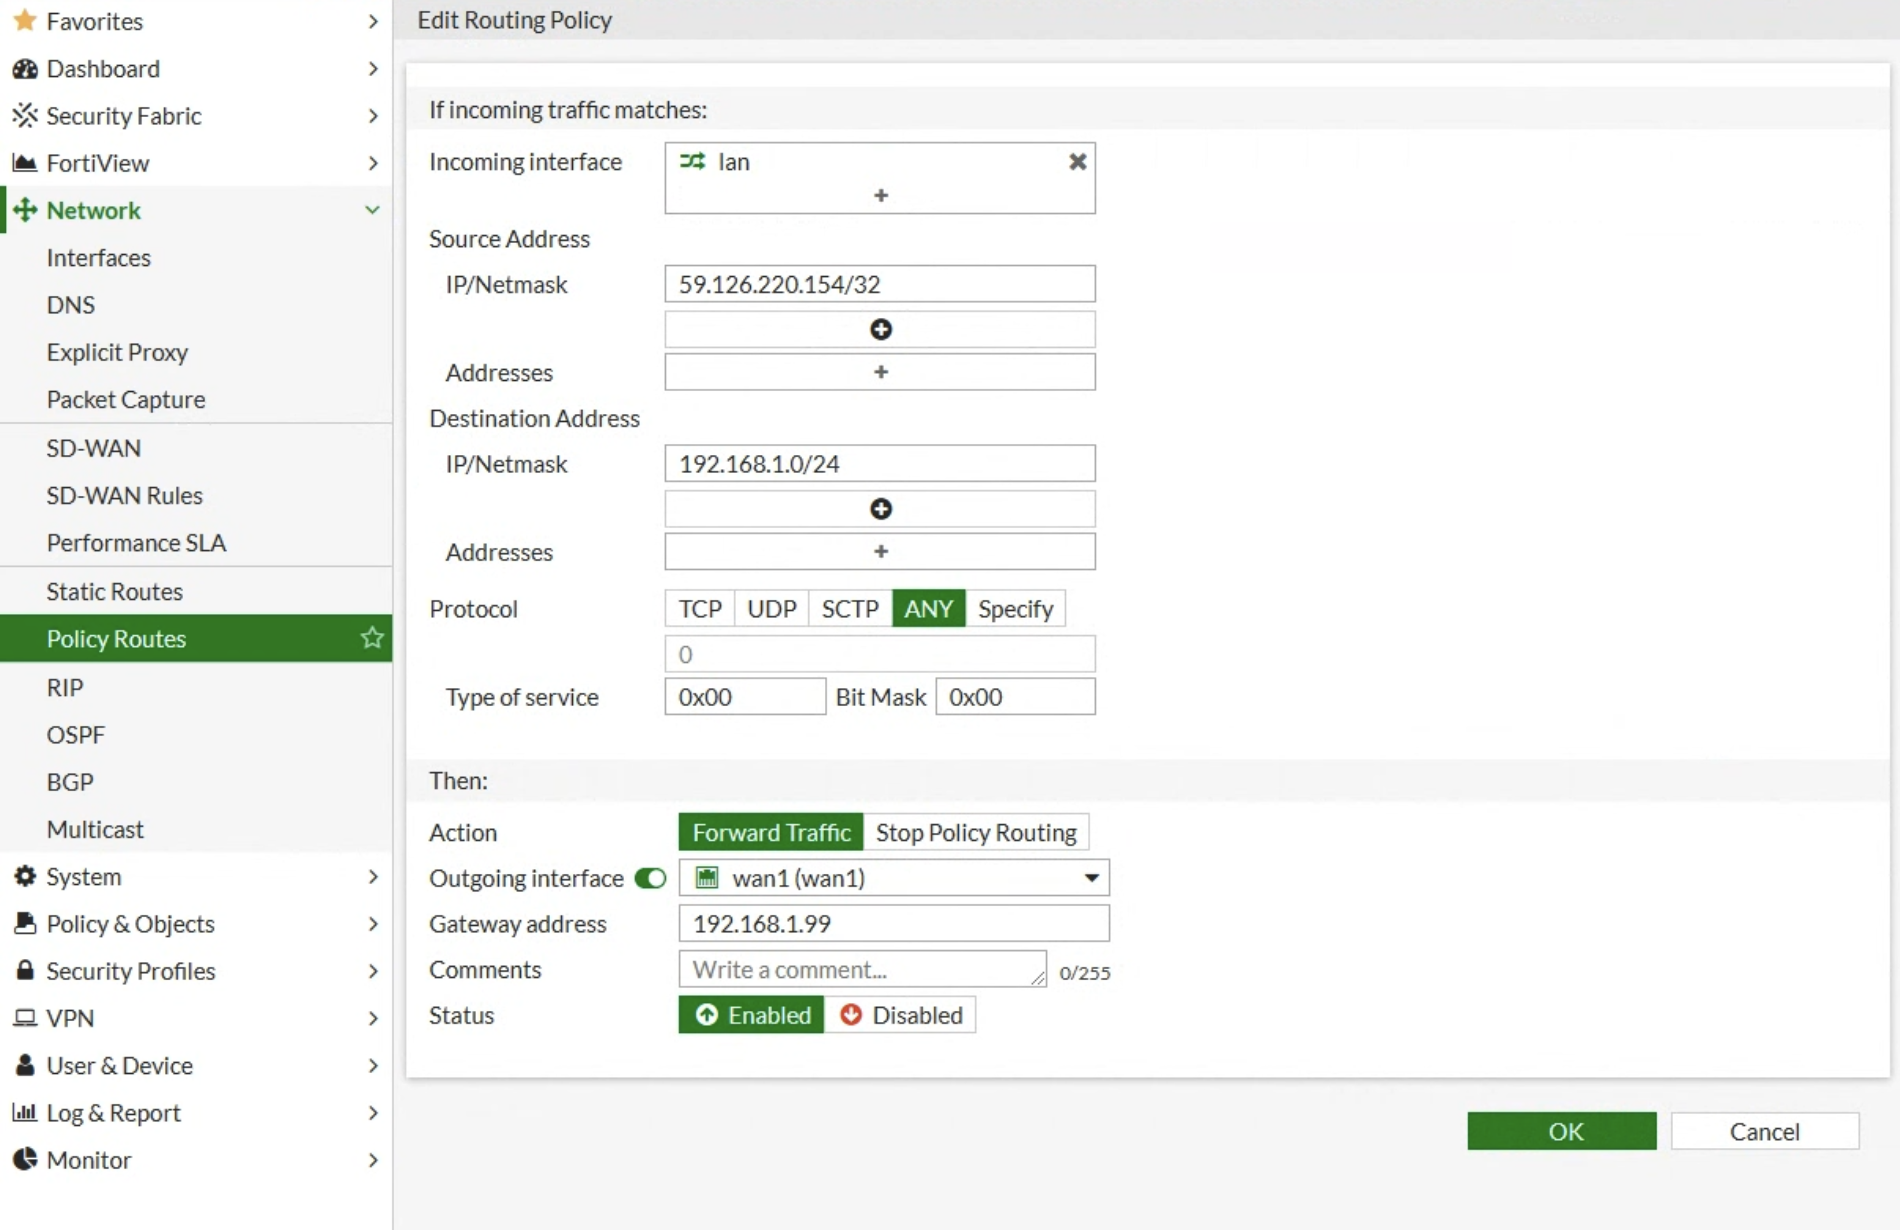 Favorites
Dashboard
Security Fabric
FortiView
Network
Interfaces
DNS
Explicit Proxy
Packet Capture
SD-WAN
SD-WAN Rules
Performance SLA
Static Routes
Policy Routes
RIP
OSPF
BGP
Multicast
System
Policy & Objects
Security Profiles
VPN
User & Device
Log & Report
Monitor
Edit Routing Policy
If incoming traffic matches:
Incoming interface lan
+
Source Address
IP/Netmask 59.126.220.154/32
Addresses +
Destination Address
IP/Netmask 192.168.1.0/24
Addresses +
Protocol TCP UDP SCTP ANY Specify
0
Type of service 0x00 Bit Mask 0x00
Then:
Action Forward Traffic Stop Policy Routing
Outgoing interface wan1 (wan1)
Gateway address 192.168.1.99
Comments Write a comment... 0/255
Status Enabled Disabled
OK Cancel